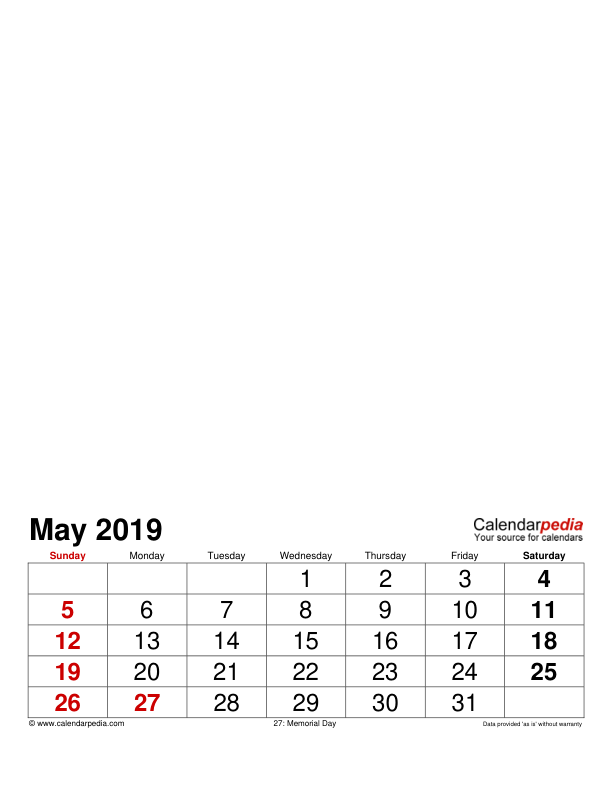 May 2019
Calendarpedia
Your source for calendars
Sunday Monday Tuesday Wednesday Thursday Friday Saturday
1 2 3 4
5 6 7 8 9 10 11
12 13 14 15 16 17 18
19 20 21 22 23 24 25
26 27 28 29 30 31
© www.calendarpedia.com 27: Memorial Day Data provided 'as is' without warranty